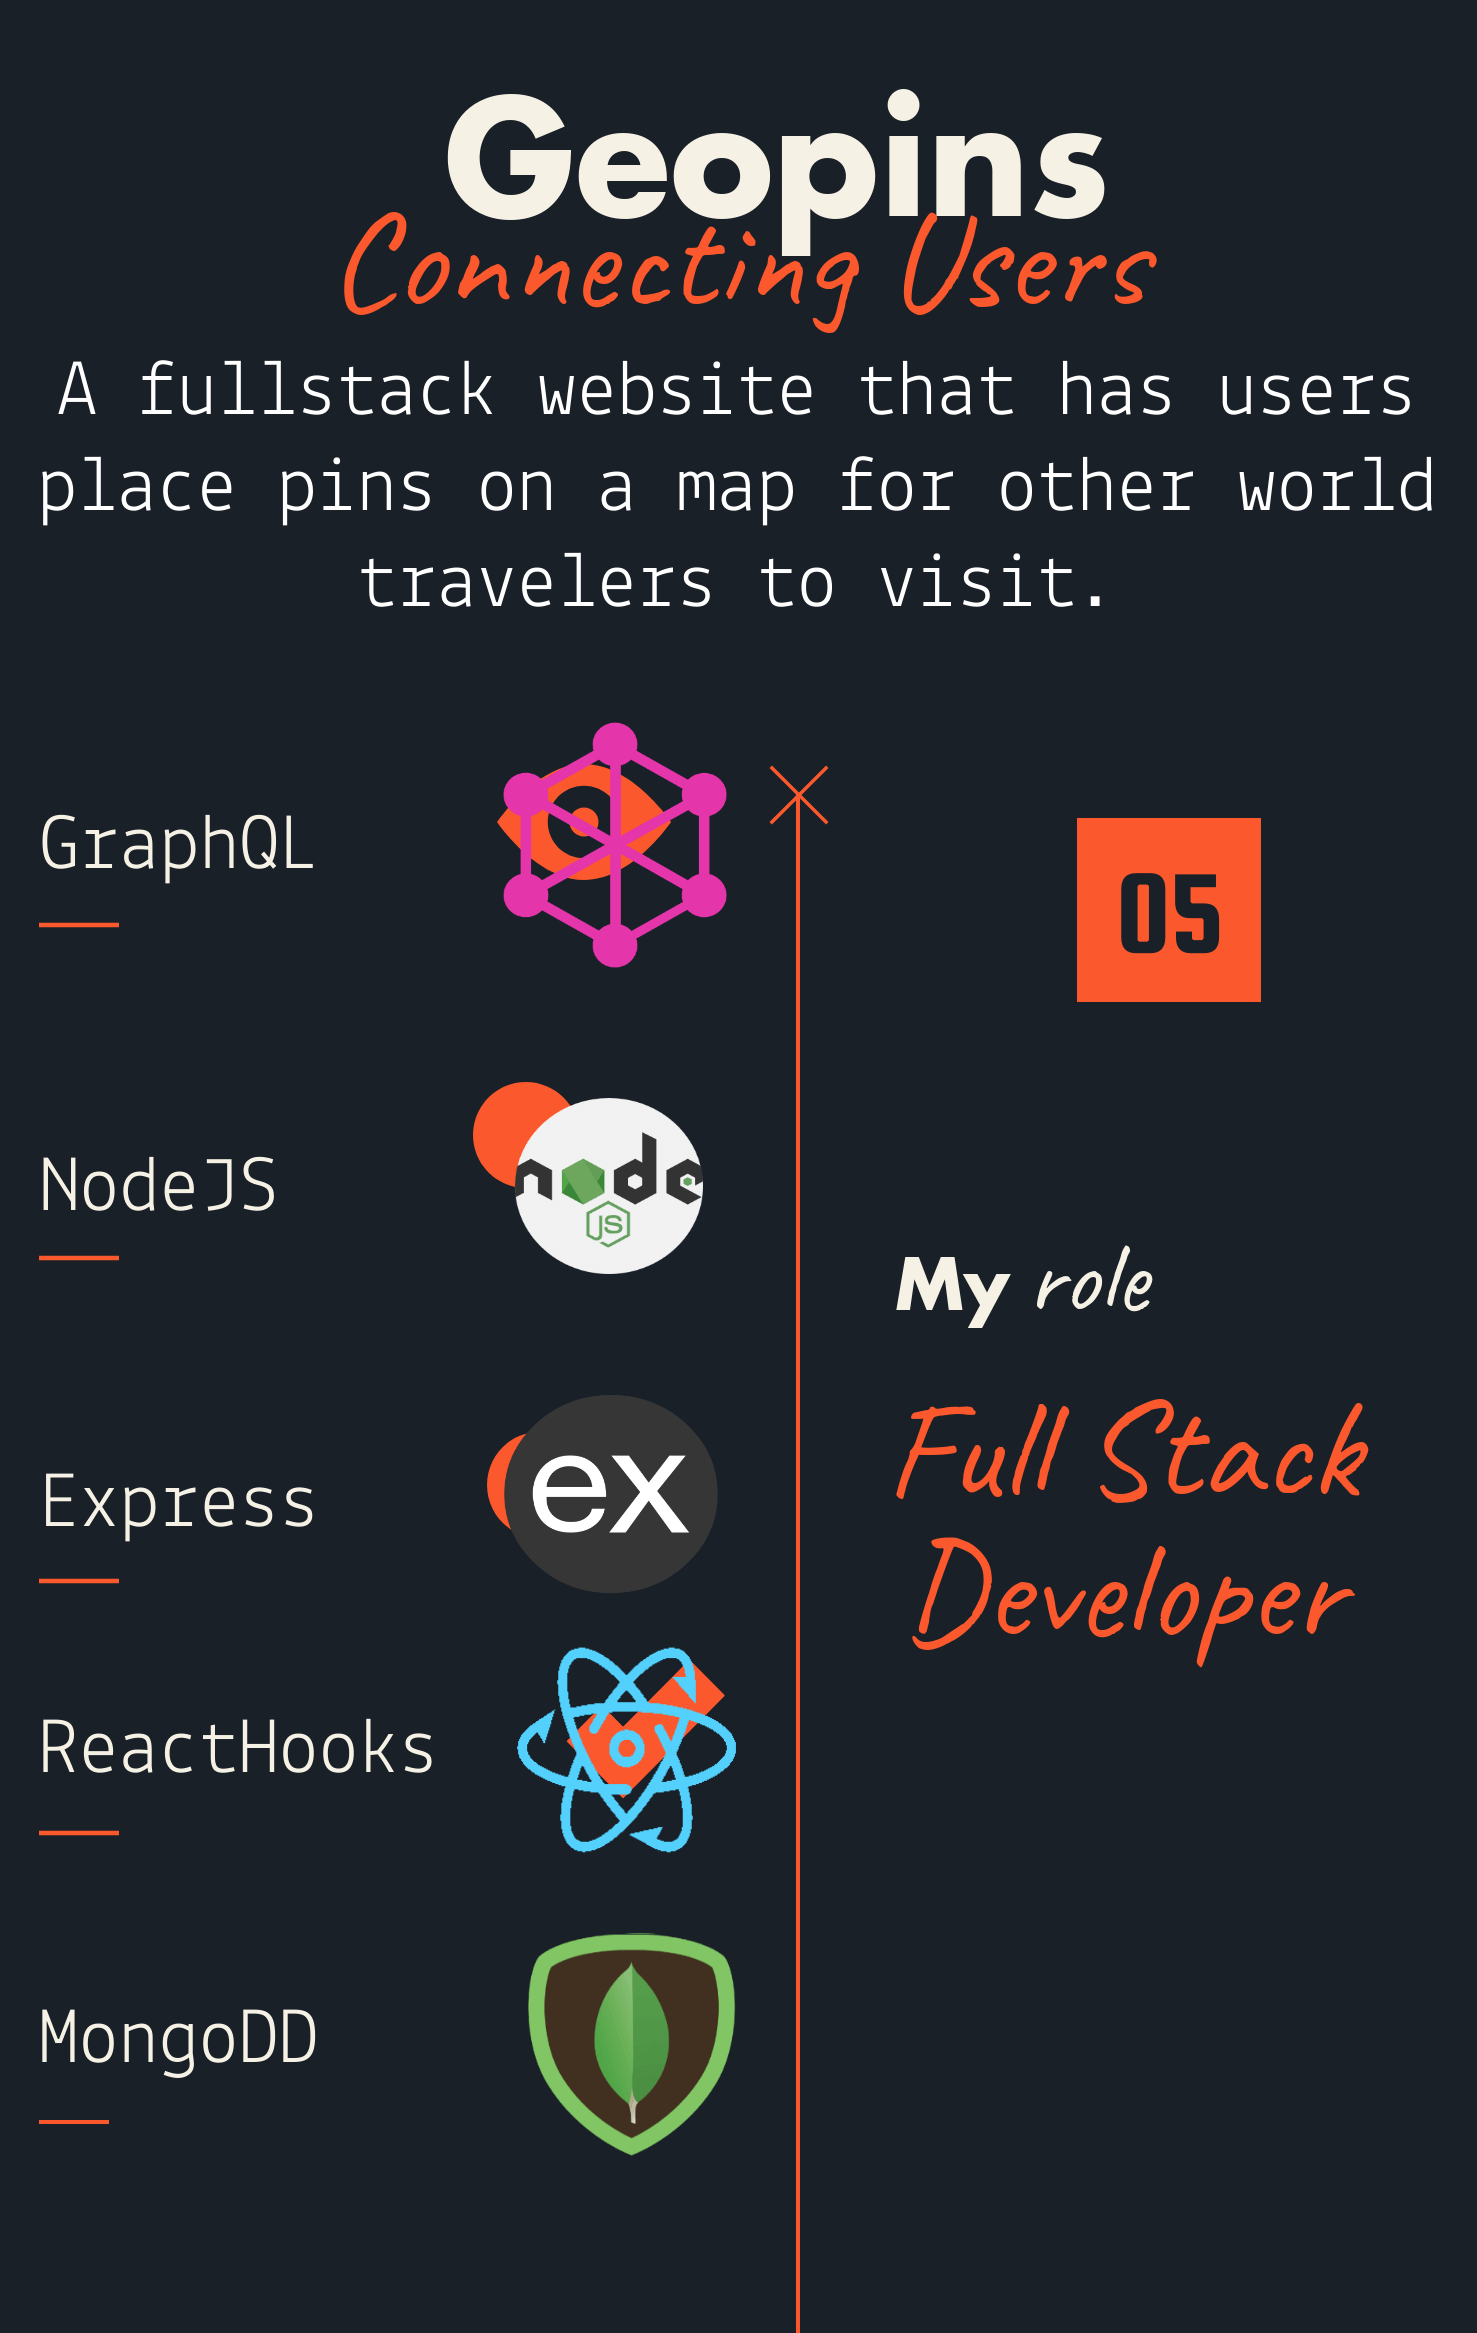 Geopins
Connecting Users
A fullstack website that has users
place pins on a map for other world
travelers to visit.
GraphQL
05
NodeJS
node
JS
My role
Full Stack
Developer
Express
ex
ReactHooks
MongoDD